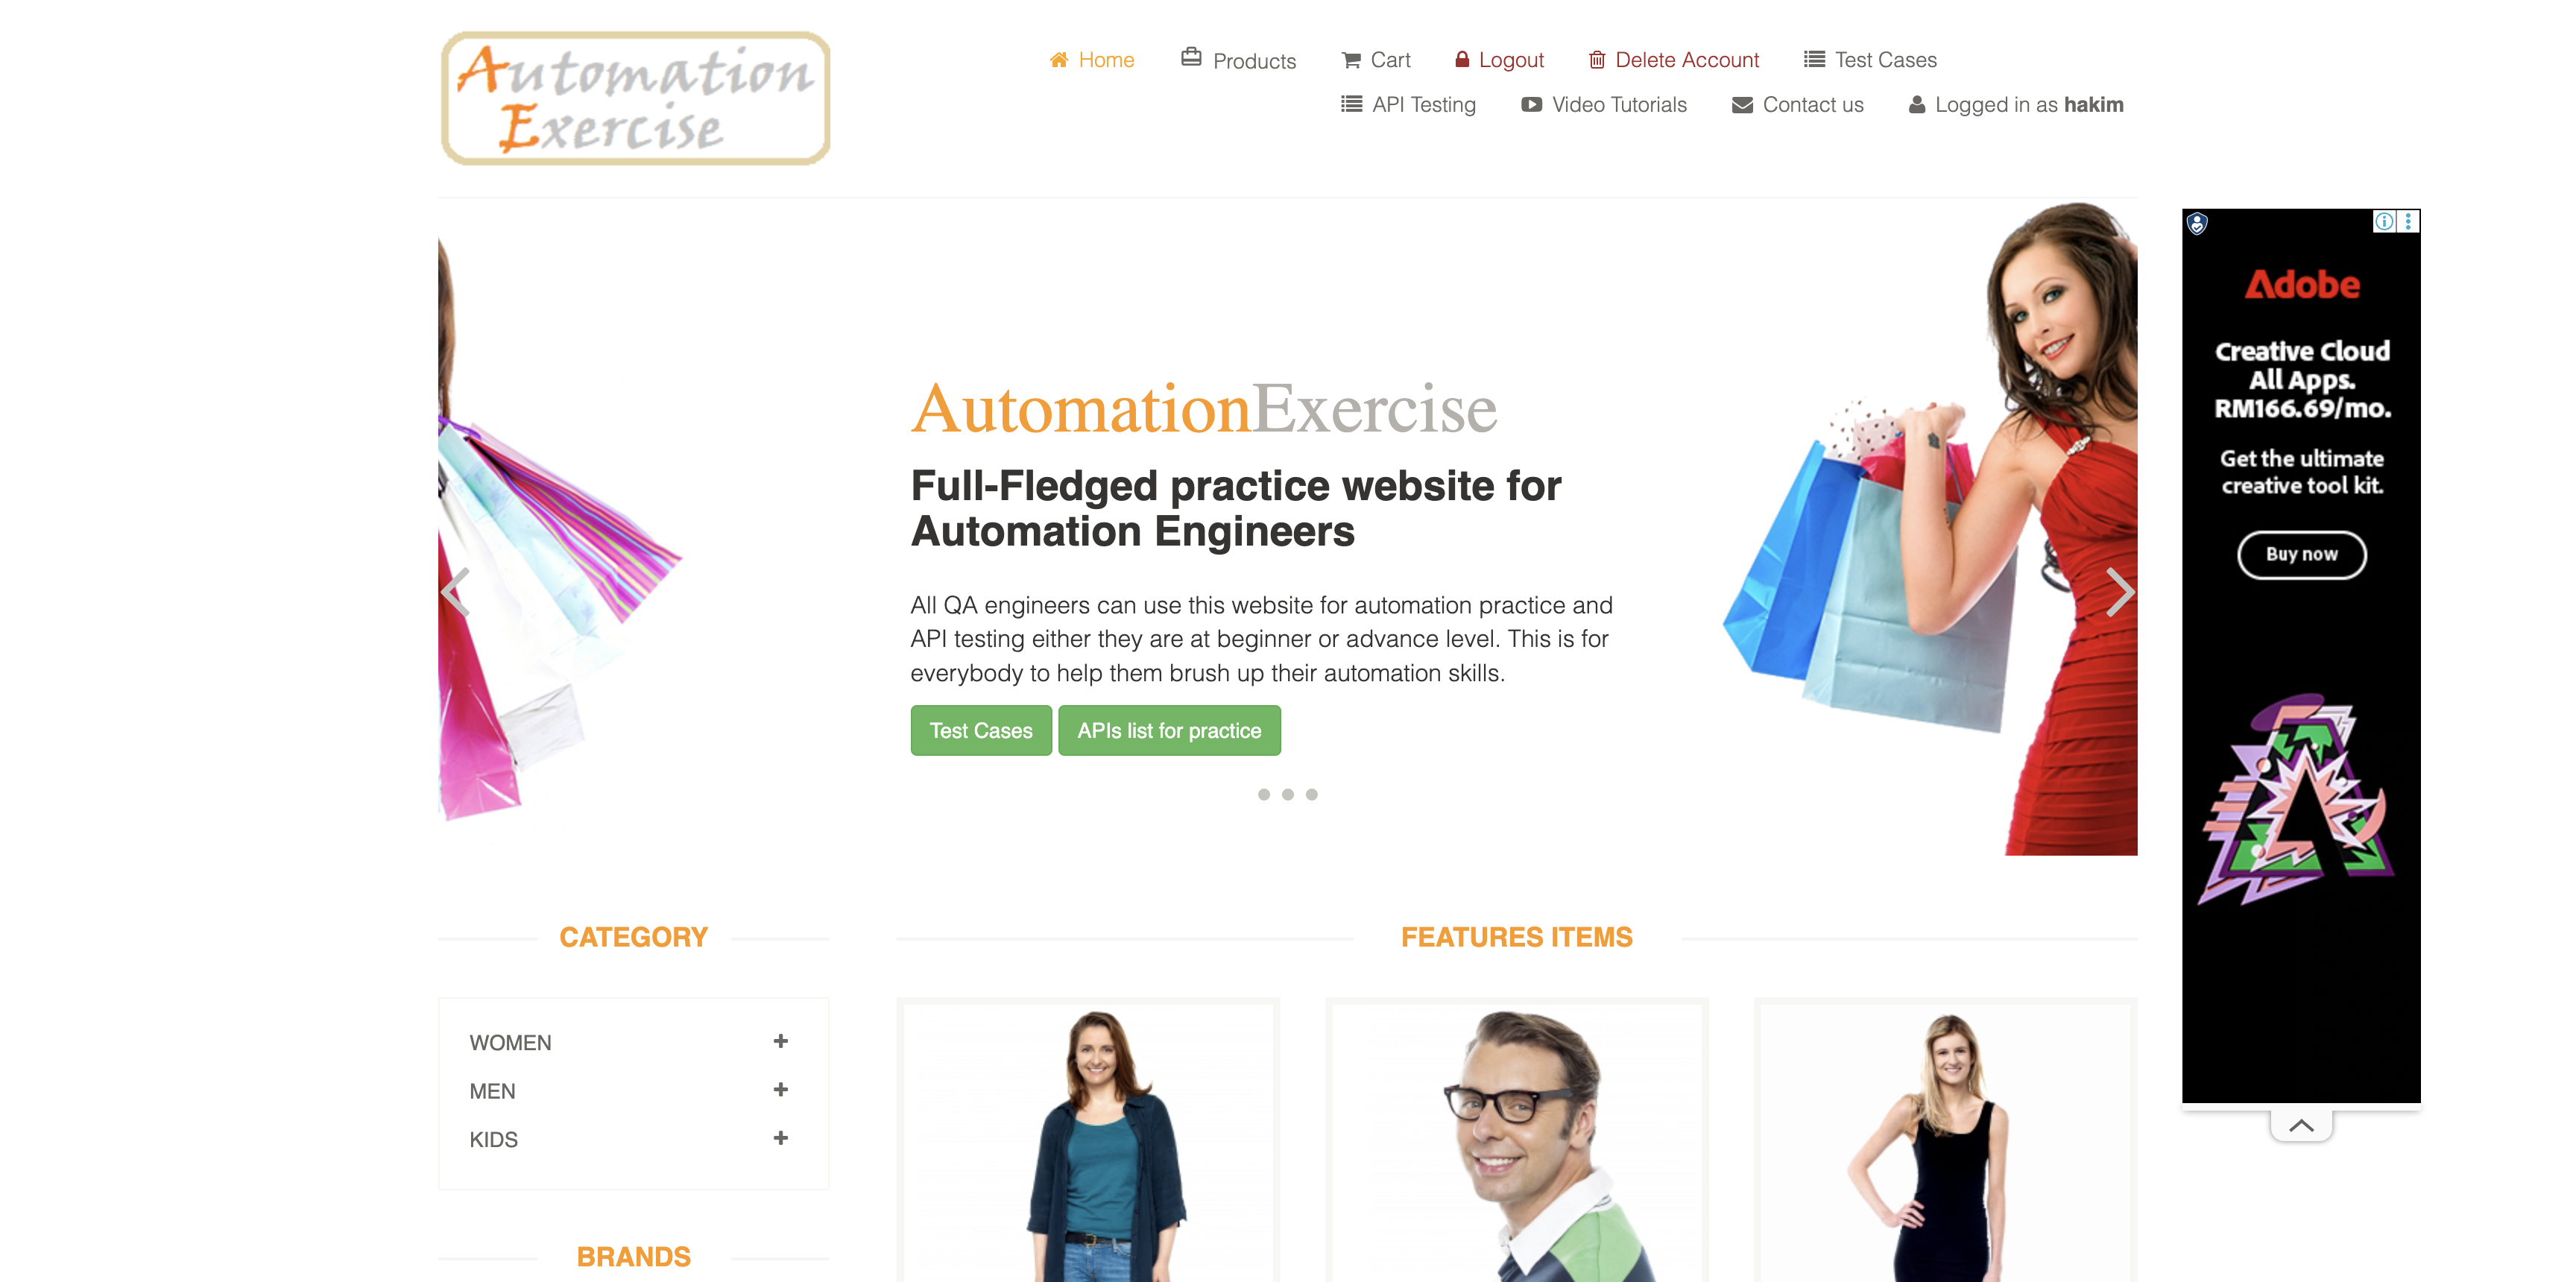 Automation
Exercise
Home Products Cart Logout Delete Account Test Cases
API Testing Video Tutorials Contact us Logged in as hakim
AutomationExercise
Full-Fledged practice website for
Automation Engineers
All QA engineers can use this website for automation practice and
API testing either they are at beginner or advance level. This is for
everybody to help them brush up their automation skills.
Test Cases APIs list for practice
Adobe
Creative Cloud
All Apps.
RM166.69/mo.
Get the ultimate
creative tool kit.
Buy now
CATEGORY
WOMEN
MEN
KIDS
BRANDS
FEATURES ITEMS